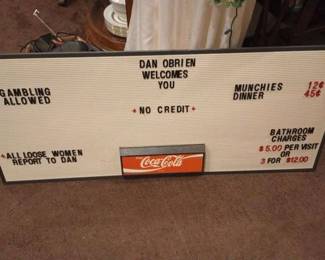 DAN OBRIEN
WELCOMES
YOU
GAMBLING
ALLOWED
MUNCHIES 12¢
DINNER 45¢
NO CREDIT
ALL LOOSE WOMEN
REPORT TO DAN
Coca-Cola
BATHROOM
CHARGES
$5.00 PER VISIT
OR
3 FOR $12.00